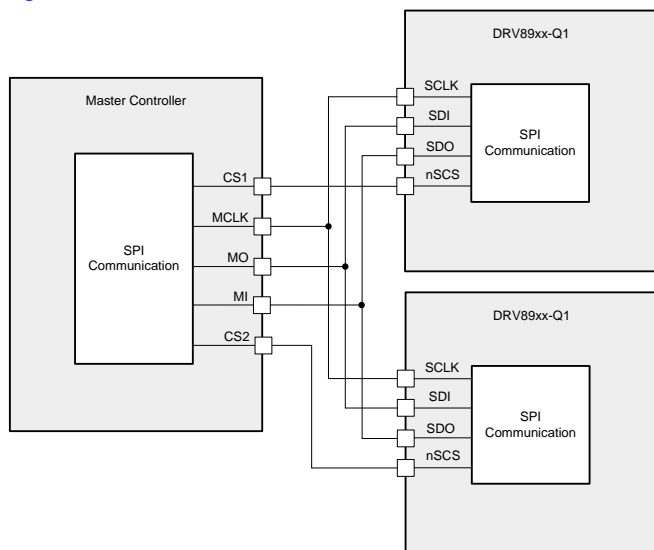 Master Controller
SPI
Communication
CS1
MCLK
MO
MI
CS2
DRV89xx-Q1
SCLK
SDI
SDO
nSCS
SPI
Communication
DRV89xx-Q1
SCLK
SDI
SDO
nSCS
SPI
Communication